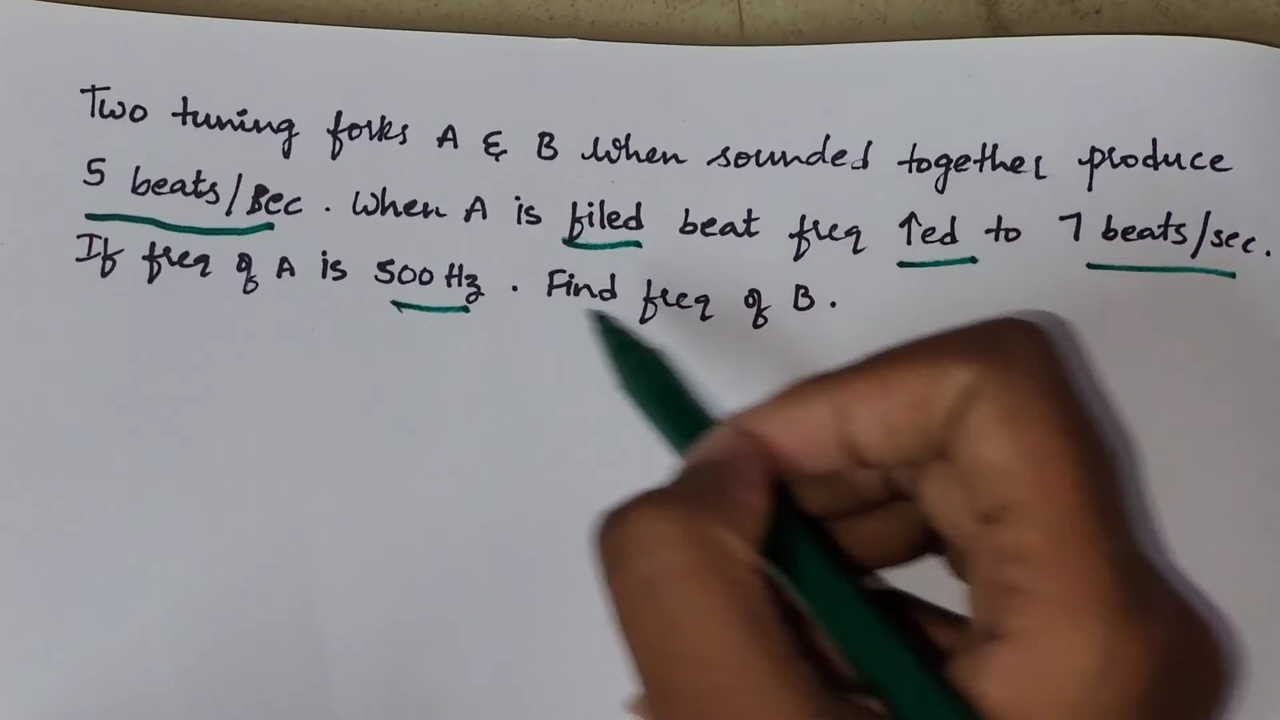 Two tuning forks A & B when sounded together produce
5 beats/sec. When A is filed beat freq ↑ed to 7 beats/sec.
If freq of A is 500 Hz. Find freq of B.